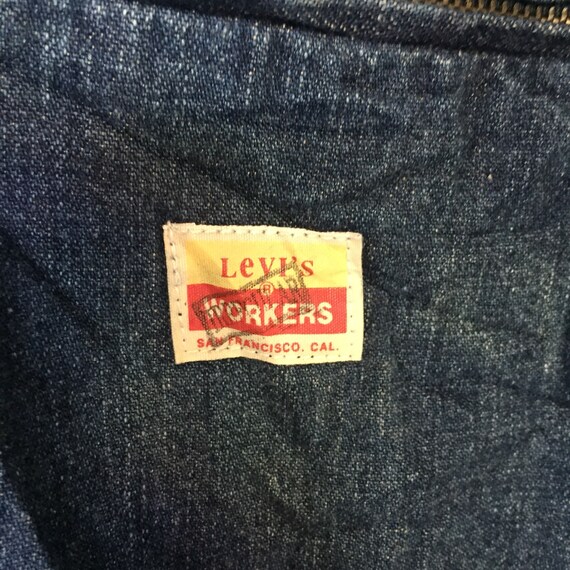 LEVI'S
®
WORKERS
SAN FRANCISCO, CAL.